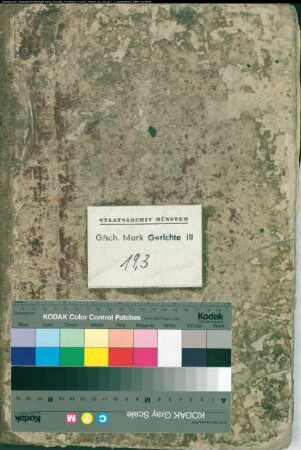 STAATSARCHIV MÜNSTER
Gfsch. Mark Gerichte III
19,3
KODAK Color Control Patches
Kodak
Blue Cyan Green Yellow Red Magenta White 3/Color Black
A M B
C Y M
KODAK Gray Scale
Kodak